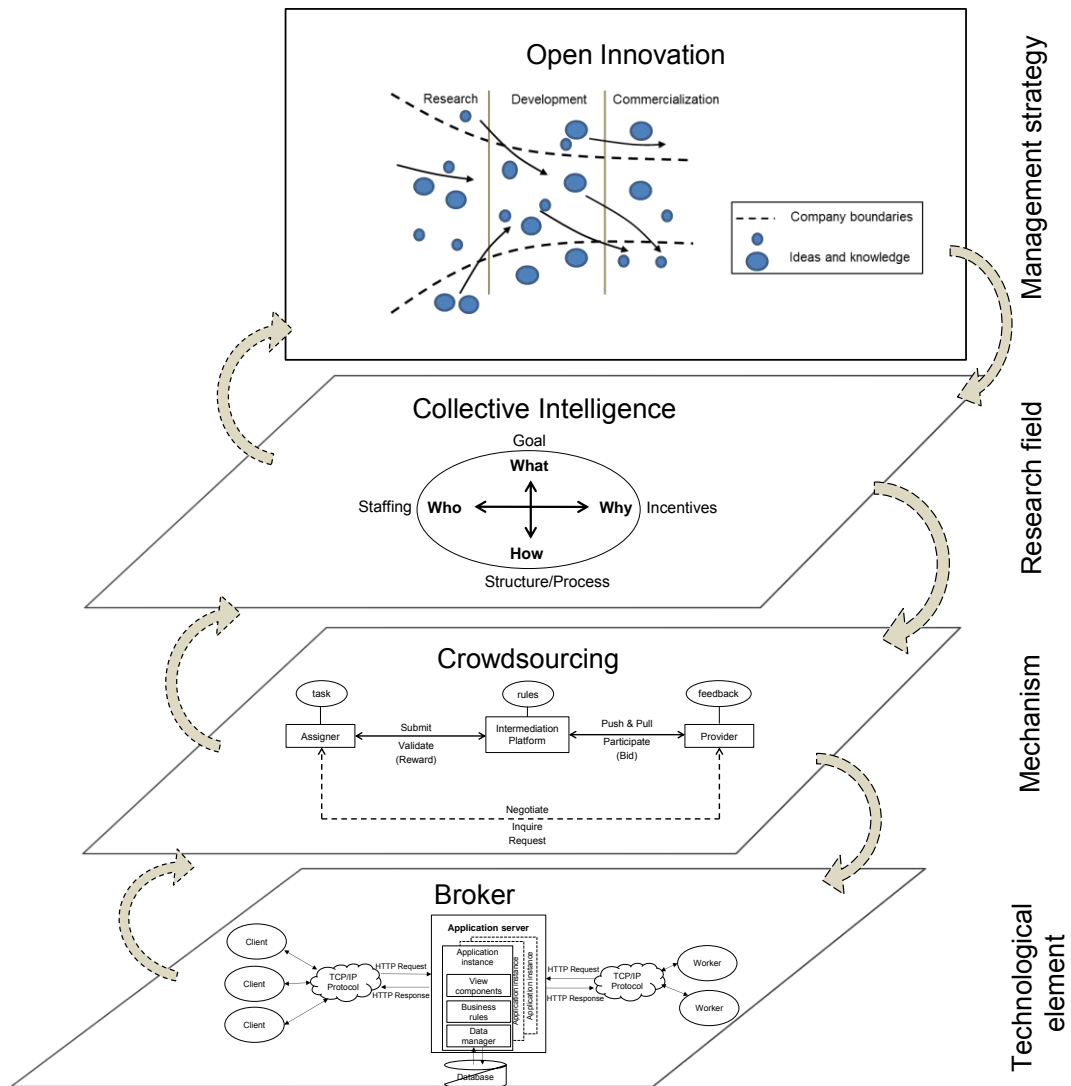 Open Innovation
Research
Development
Commercialization
Company boundaries
Ideas and knowledge
Management strategy
Collective Intelligence
Goal
What
Staffing
Who
Why
Incentives
How
Structure/Process
Research field
Crowdsourcing
task
rules
feedback
Assigner
Submit
Validate
(Reward)
Intermediation
Platform
Push & Pull
Participate
(Bid)
Provider
Negotiate
Inquire
Request
Mechanism
Broker
Application server
Client
Client
Client
TCP/IP
Protocol
HTTP Request
HTTP Response
Application
instance
View
components
Business
rules
Data
manager
Application instance
Application instance
Database
HTTP Request
HTTP Response
TCP/IP
Protocol
Worker
Worker
Technological
element